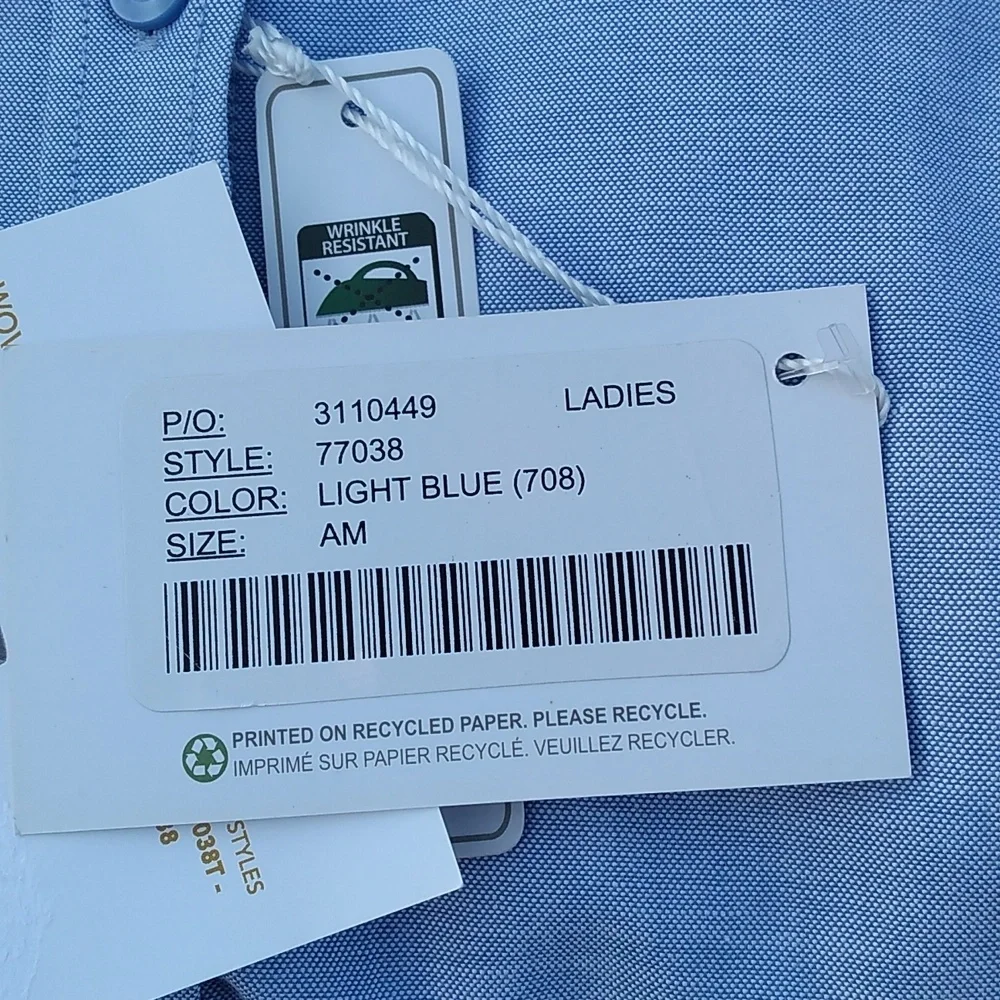 WRINKLE
RESISTANT
P/O: 3110449 LADIES
STYLE: 77038
COLOR: LIGHT BLUE (708)
SIZE: AM
PRINTED ON RECYCLED PAPER. PLEASE RECYCLE.
IMPRIMÉ SUR PAPIER RECYCLÉ. VEUILLEZ RECYCLER.
STYLES
038T -